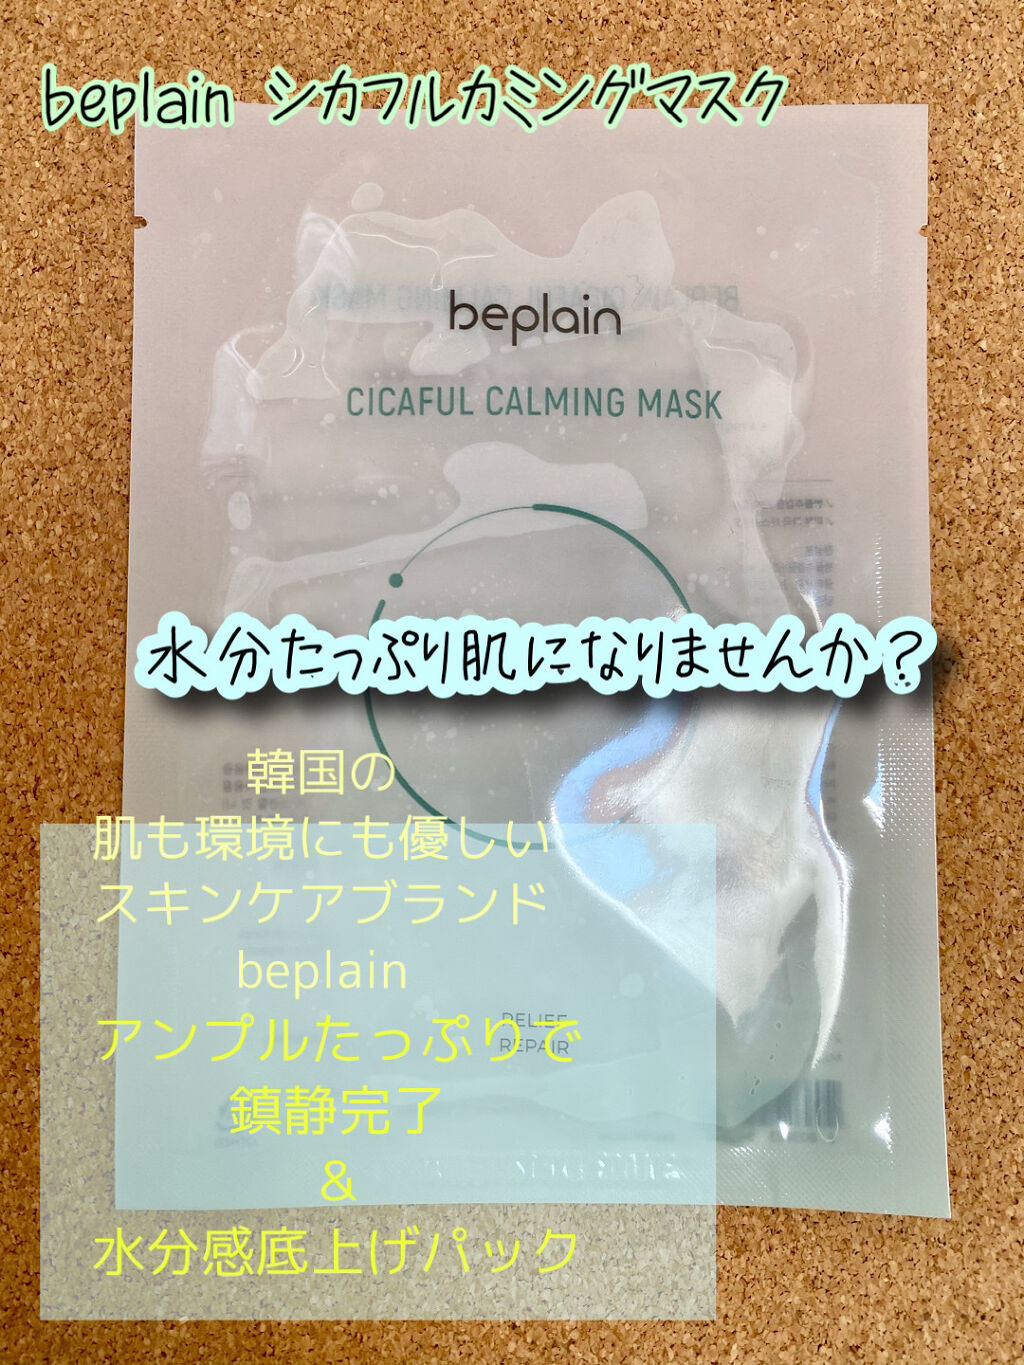 beplain シカフルカミングマスク
beplain
CICAFUL CALMING MASK
水分たっぷり肌になりませんか？
韓国の
肌も環境にも優しい
スキンケアブランド
beplain
アンプルたっぷりで
鎮静完了
&
水分感底上げパック
RELIEF
REPAIR